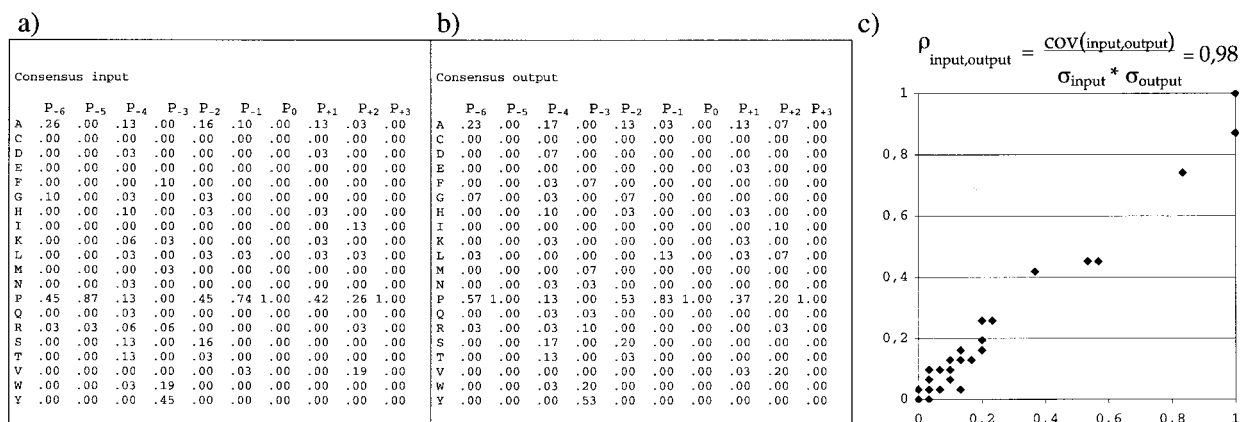 a)
Consensus input
P-6 P-5 P-4 P-3 P-2 P-1 P0 P+1 P+2 P+3
A .26 .00 .13 .00 .16 .10 .00 .13 .03 .00
C .00 .00 .00 .00 .00 .00 .00 .00 .00 .00
D .00 .00 .03 .00 .00 .00 .00 .03 .00 .00
E .00 .00 .00 .00 .00 .00 .00 .00 .00 .00
F .00 .00 .00 .10 .00 .00 .00 .00 .00 .00
G .10 .00 .03 .00 .03 .00 .00 .00 .00 .00
H .00 .00 .10 .00 .03 .00 .00 .03 .00 .00
I .00 .00 .00 .00 .00 .00 .00 .00 .13 .00
K .00 .00 .06 .03 .00 .00 .00 .03 .00 .00
L .00 .00 .03 .00 .03 .03 .00 .03 .03 .00
M .00 .00 .00 .03 .00 .00 .00 .00 .00 .00
N .00 .00 .03 .00 .00 .00 .00 .00 .00 .00
P .45 .87 .13 .00 .45 .74 1.00 .42 .26 1.00
Q .00 .00 .03 .00 .00 .00 .00 .00 .00 .00
R .03 .03 .06 .06 .00 .00 .00 .00 .03 .00
S .00 .00 .13 .00 .16 .00 .00 .00 .00 .00
T .00 .00 .13 .00 .03 .00 .00 .00 .00 .00
V .00 .00 .00 .00 .00 .03 .00 .00 .19 .00
W .00 .00 .03 .19 .00 .00 .00 .00 .00 .00
Y .00 .00 .00 .45 .00 .00 .00 .00 .00 .00
b)
Consensus output
P-6 P-5 P-4 P-3 P-2 P-1 P0 P+1 P+2 P+3
A .23 .00 .17 .00 .13 .03 .00 .13 .07 .00
C .00 .00 .00 .00 .00 .00 .00 .00 .00 .00
D .00 .00 .07 .00 .00 .00 .00 .00 .00 .00
E .00 .00 .00 .00 .00 .00 .00 .03 .00 .00
F .00 .00 .03 .07 .00 .00 .00 .00 .00 .00
G .07 .00 .03 .00 .07 .00 .00 .00 .00 .00
H .00 .00 .10 .00 .03 .00 .00 .03 .00 .00
I .00 .00 .00 .00 .00 .00 .00 .00 .10 .00
K .00 .00 .03 .00 .00 .00 .00 .03 .00 .00
L .03 .00 .00 .00 .00 .13 .00 .03 .07 .00
M .00 .00 .00 .07 .00 .00 .00 .00 .00 .00
N .00 .00 .03 .03 .00 .00 .00 .00 .00 .00
P .57 1.00 .13 .00 .53 .83 1.00 .37 .20 1.00
Q .00 .00 .03 .03 .00 .00 .00 .00 .00 .00
R .03 .00 .03 .10 .00 .00 .00 .00 .03 .00
S .00 .00 .17 .00 .20 .00 .00 .00 .00 .00
T .00 .00 .13 .00 .03 .00 .00 .00 .00 .00
V .00 .00 .00 .00 .00 .00 .00 .03 .20 .00
W .00 .00 .03 .20 .00 .00 .00 .00 .00 .00
Y .00 .00 .00 .53 .00 .00 .00 .00 .00 .00
c)
ρinput,output = COV(input,output) / σinput * σoutput = 0,98
1
0,8
0,6
0,4
0,2
0
0 0,2 0,4 0,6 0,8 1